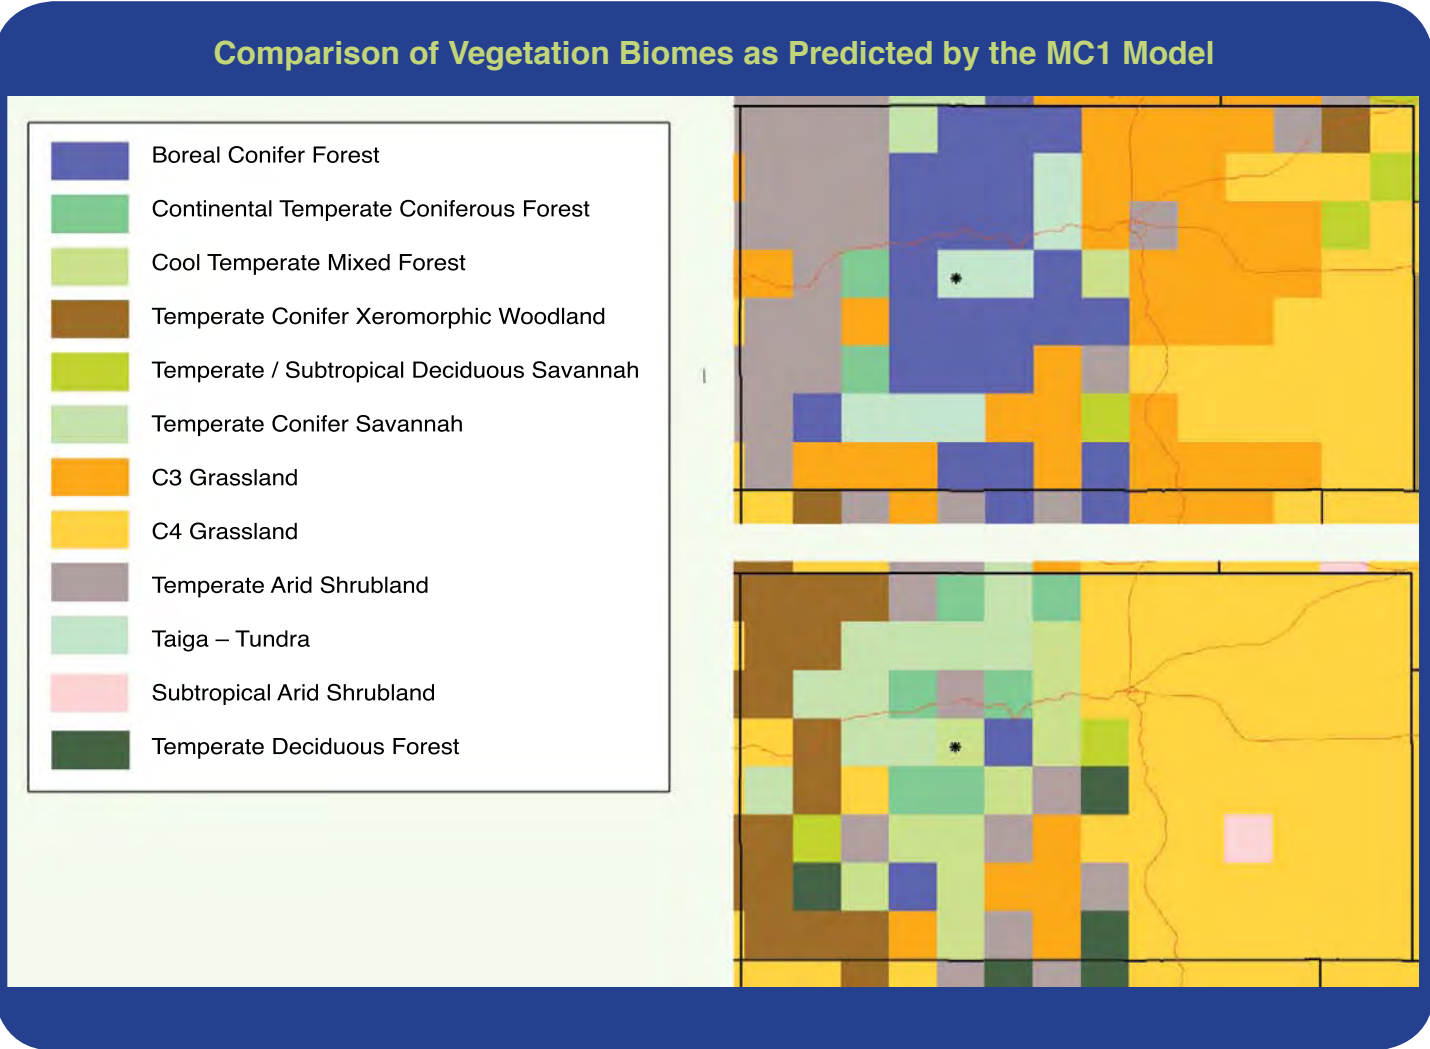 Comparison of Vegetation Biomes as Predicted by the MC1 Model
Boreal Conifer Forest
Continental Temperate Coniferous Forest
Cool Temperate Mixed Forest
Temperate Conifer Xeromorphic Woodland
Temperate / Subtropical Deciduous Savannah
Temperate Conifer Savannah
C3 Grassland
C4 Grassland
Temperate Arid Shrubland
Taiga – Tundra
Subtropical Arid Shrubland
Temperate Deciduous Forest